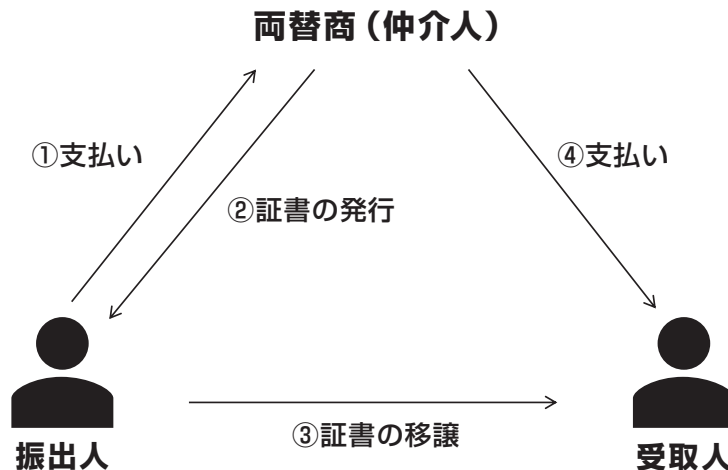 両替商（仲介人）
①支払い
④支払い
②証書の発行
③証書の移譲
振出人
受取人